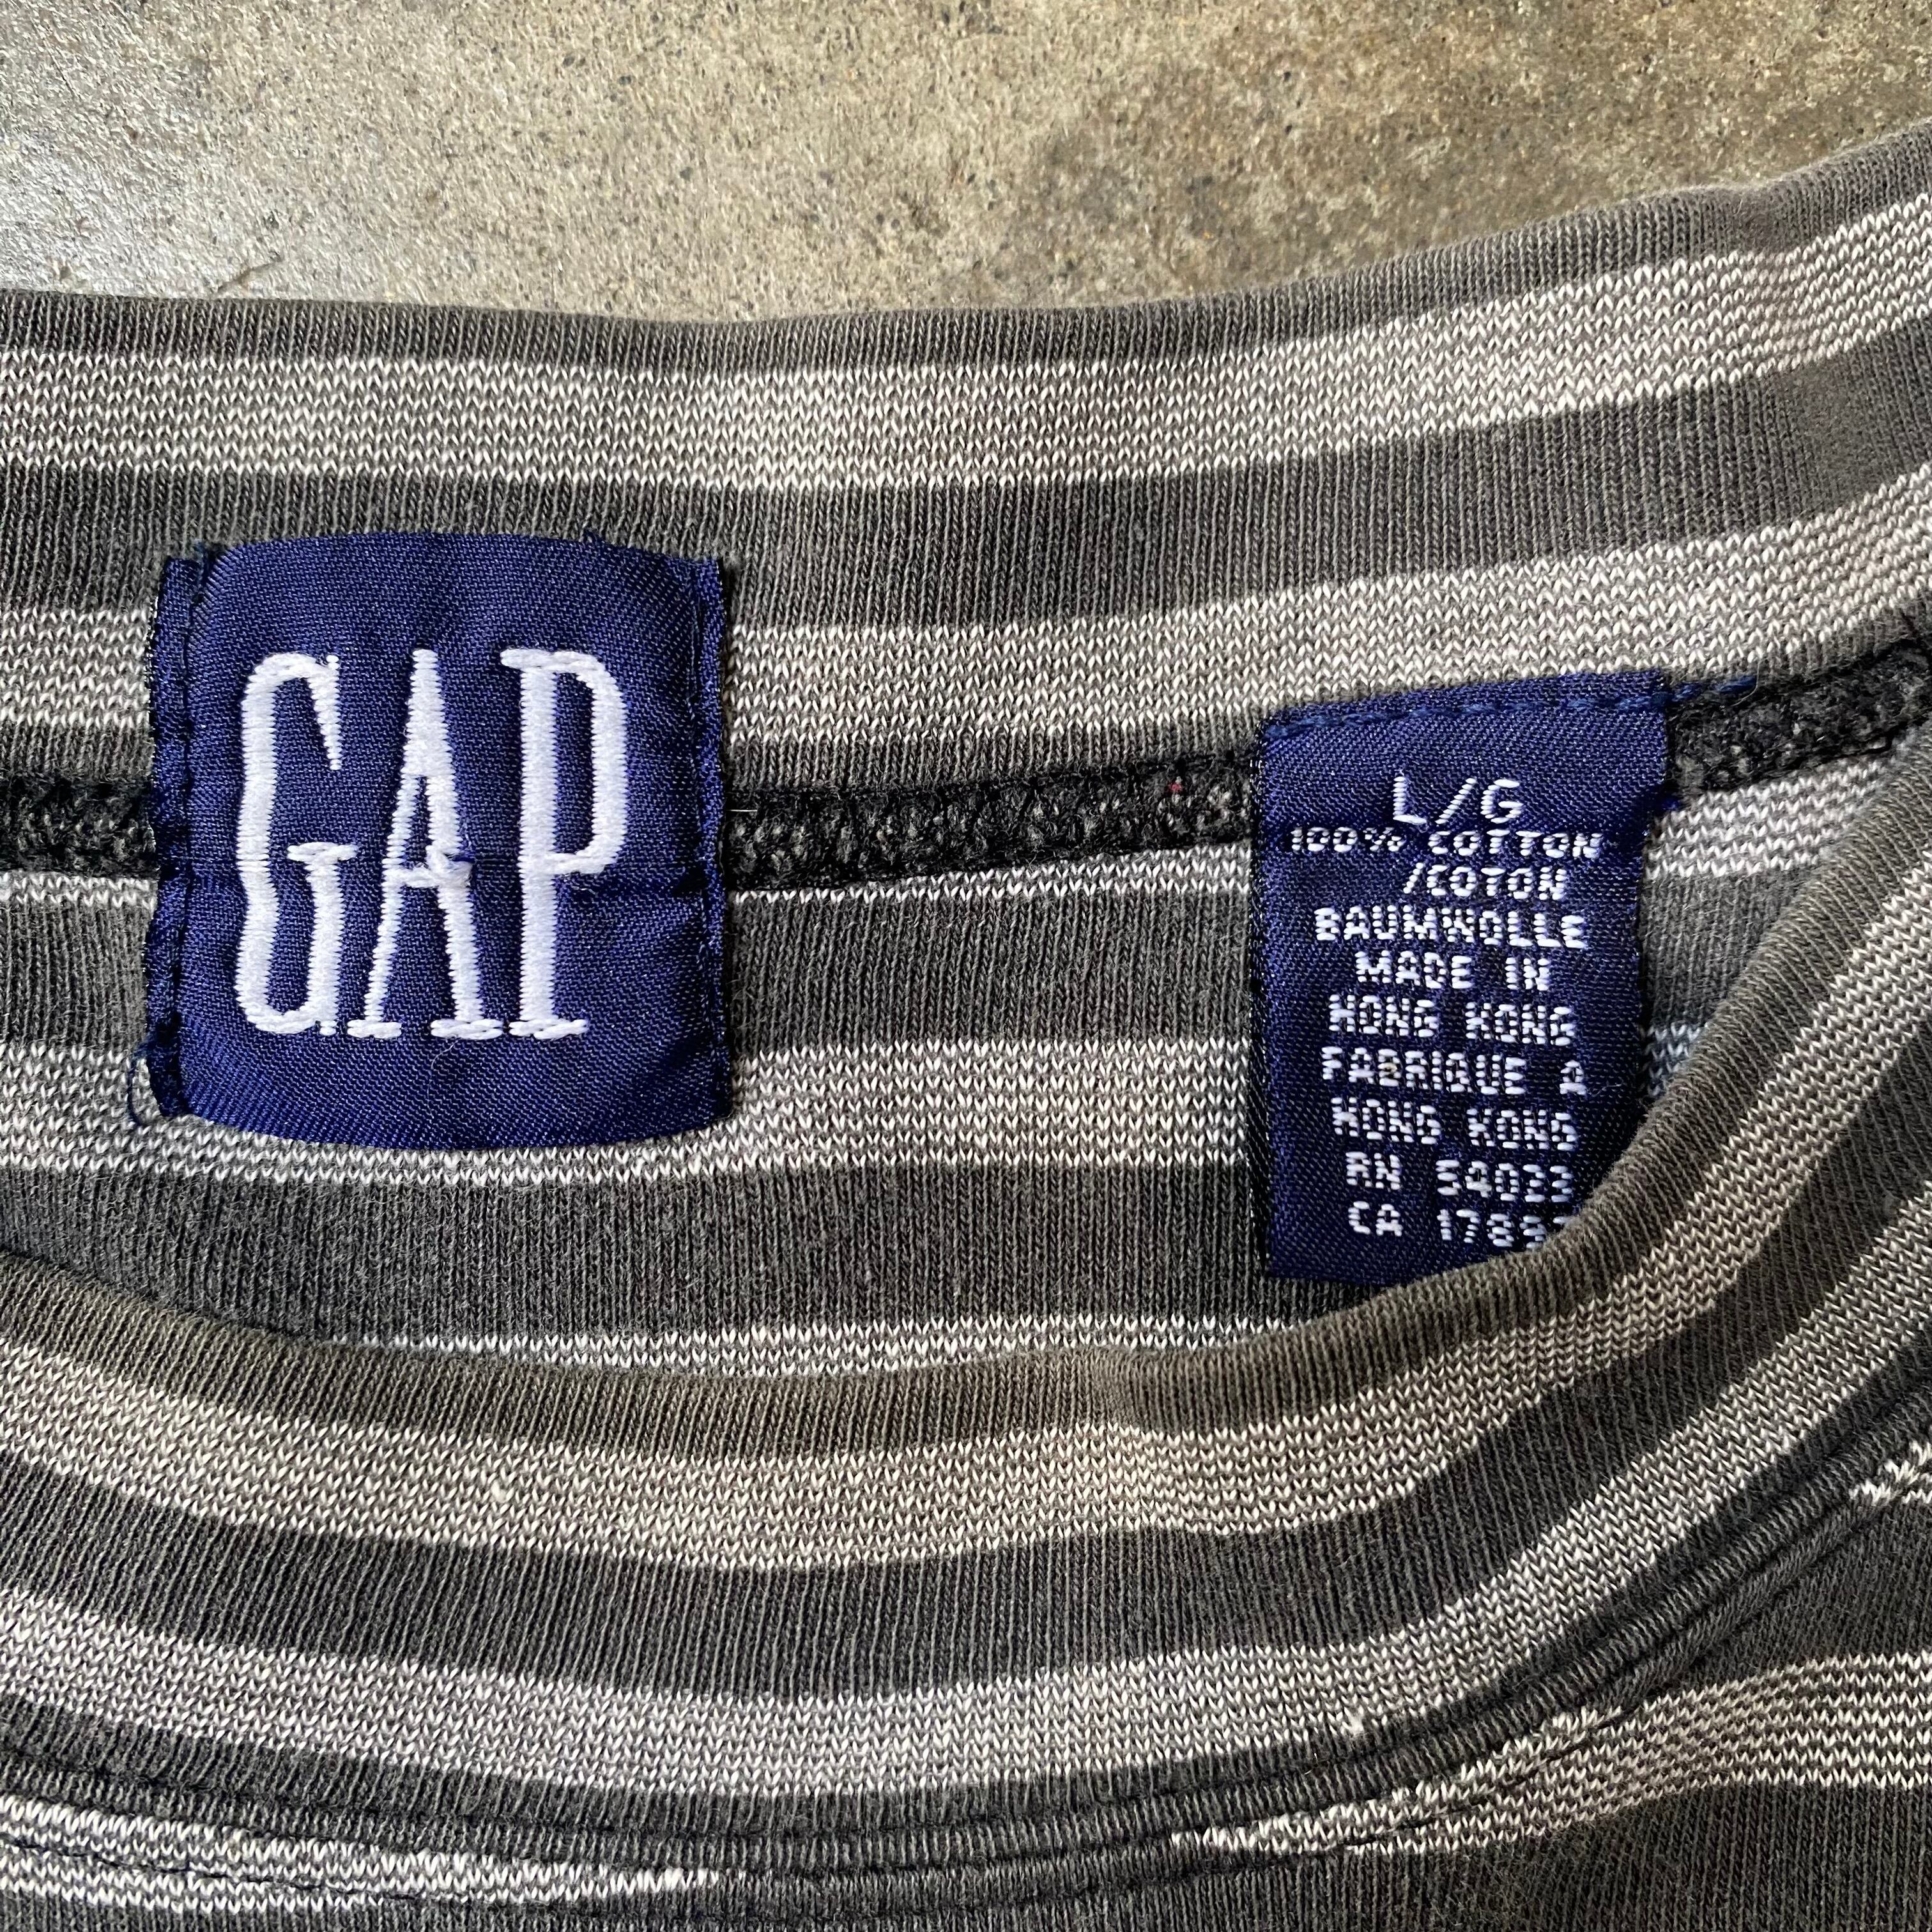 GAP
L/G
100% COTTON
/COTON
BAUMWOLLE
MADE IN
HONG KONG
FABRIQUE A
HONG KONG
RN 54023
CA